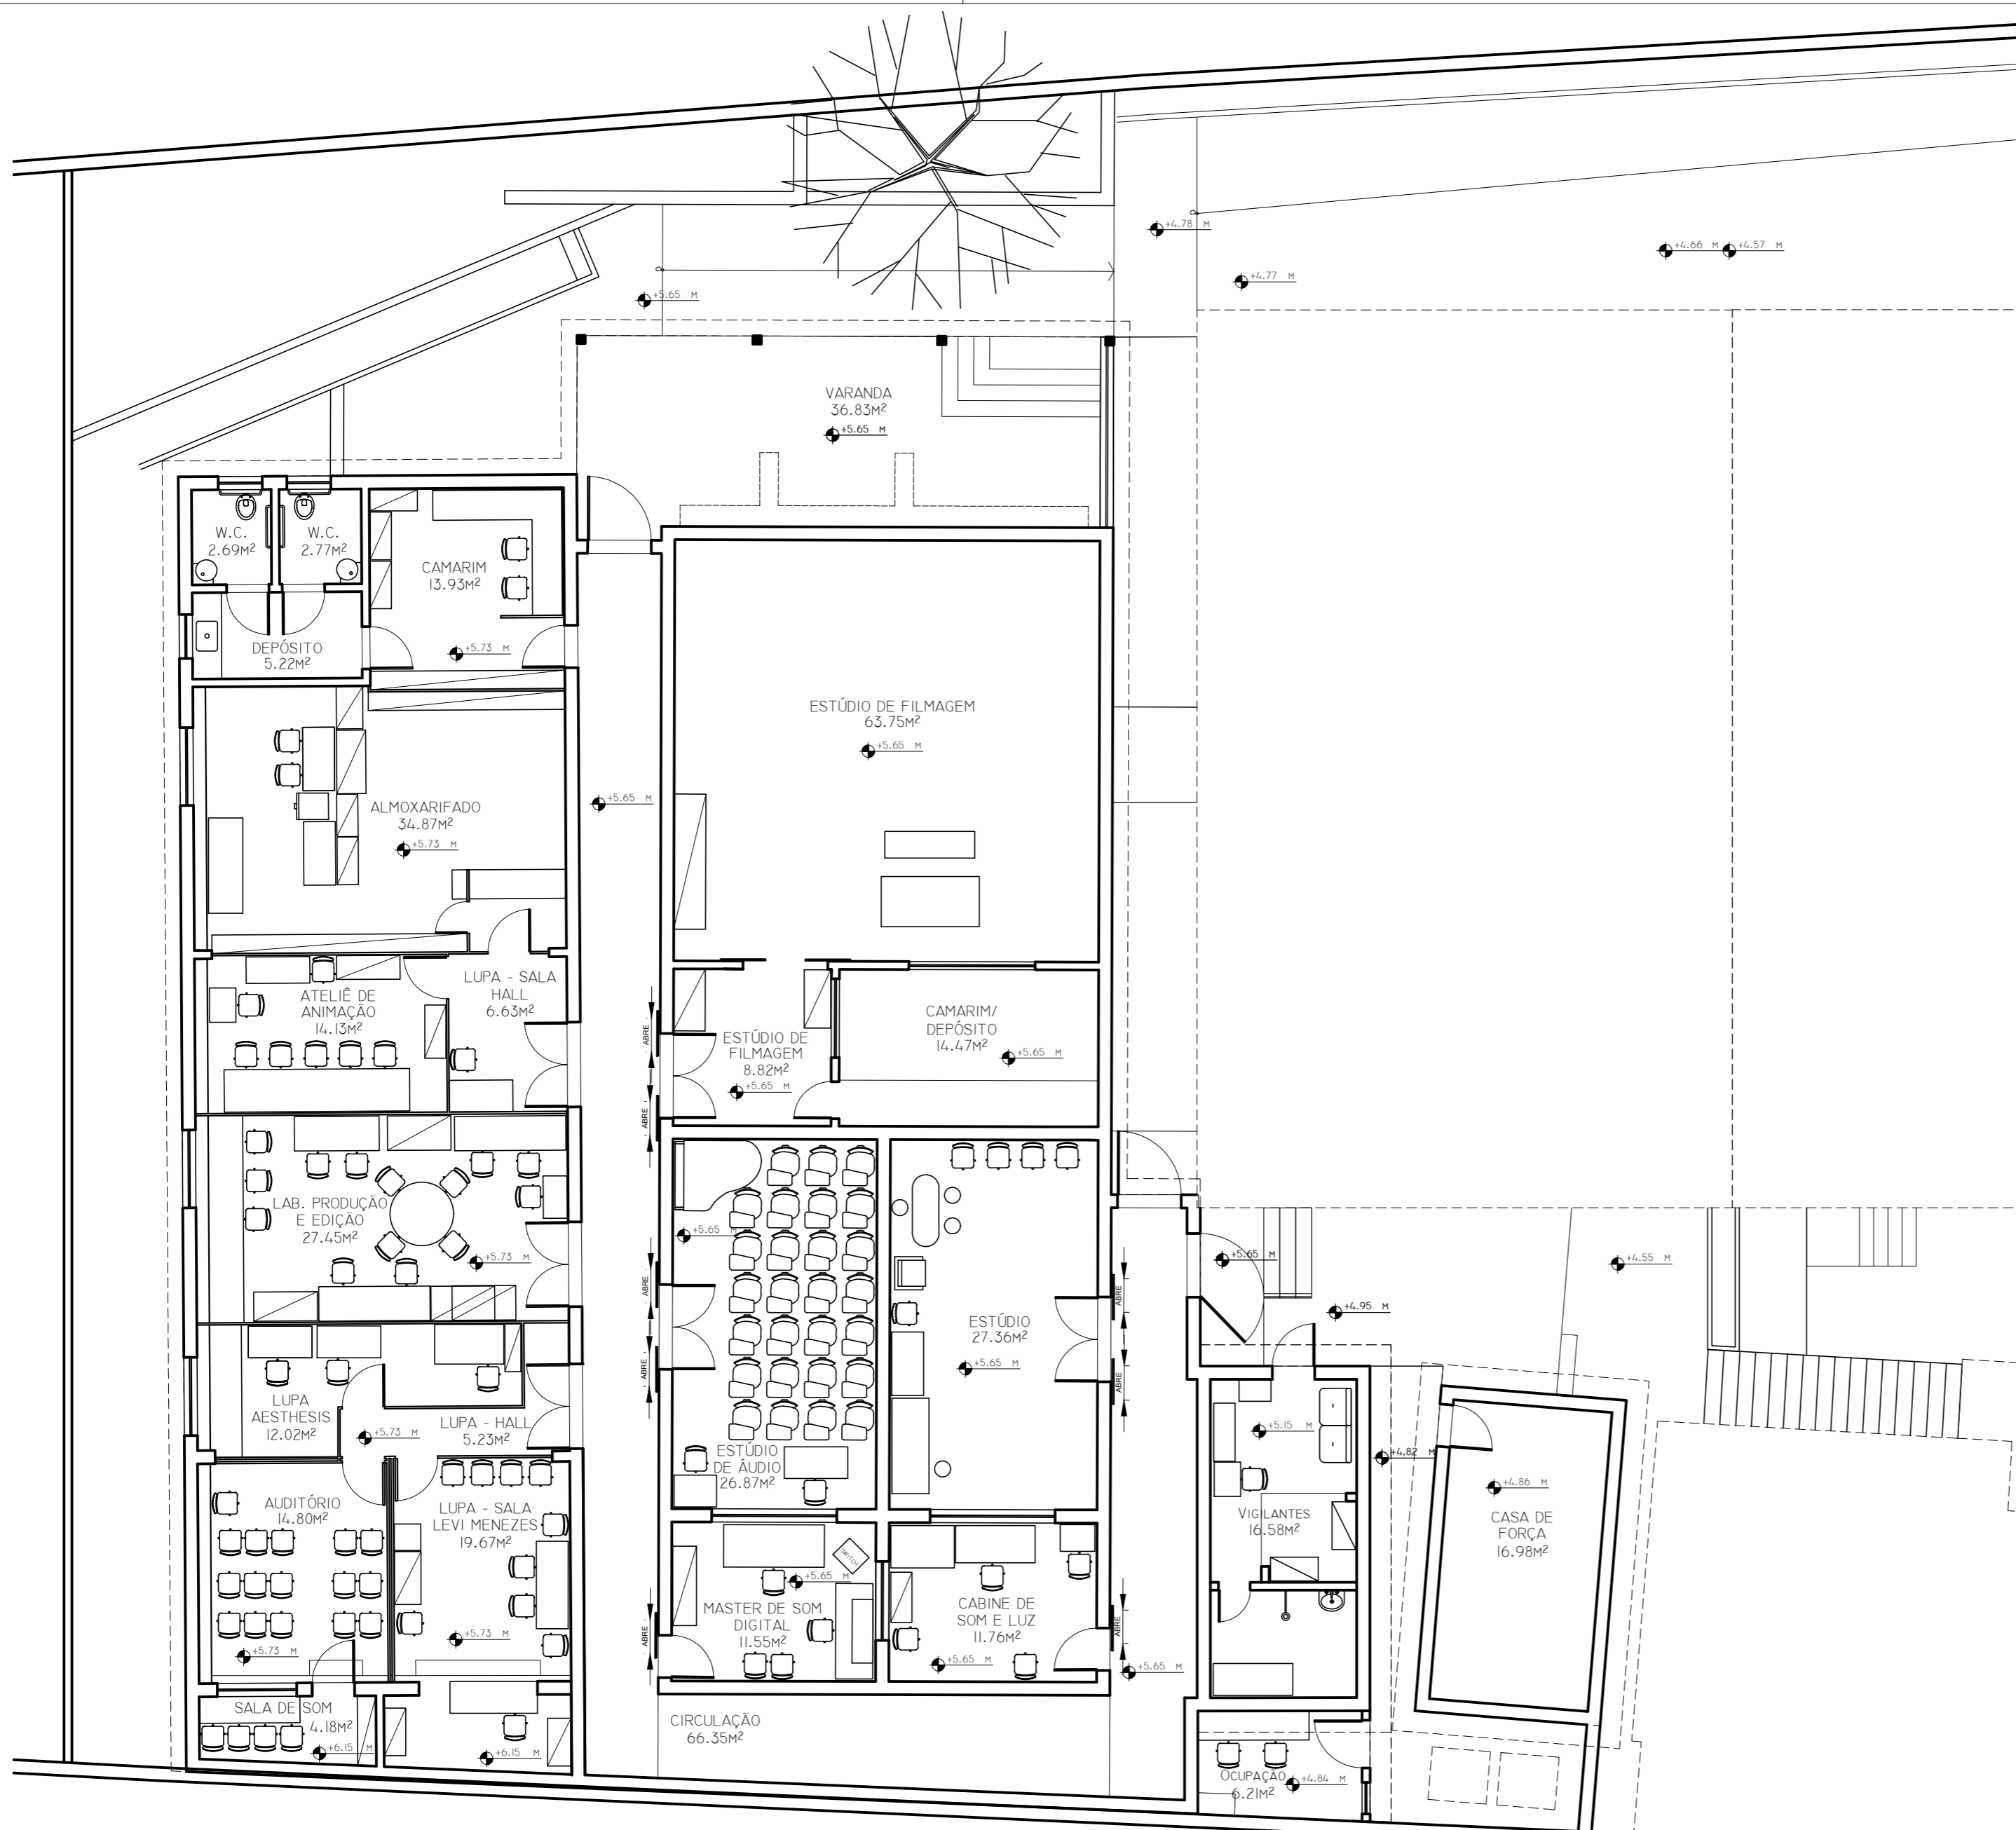 +4.78 M
+4.66 M
+4.57 M
+4.77 M
+5.65 M
VARANDA
36.83M²
+5.65 M
W.C.
2.69M²
W.C.
2.77M²
CAMARIM
13.93M²
+5.73 M
DEPÓSITO
5.22M²
ESTÚDIO DE FILMAGEM
63.75M²
+5.65 M
+5.65 M
ALMOXARIFADO
34.87M²
+5.73 M
LUPA - SALA
HALL
6.63M²
ATELIÊ DE
ANIMAÇÃO
14.13M²
CAMARIM/
DEPÓSITO
14.47M²
+5.65 M
ESTÚDIO DE
FILMAGEM
8.82M²
+5.65 M
ABRE
ABRE
LAB. PRODUÇÃO
E EDIÇÃO
27.45M²
+5.73 M
+5.65 M
ABRE
ABRE
ESTÚDIO
27.36M²
+5.65 M
ABRE
ABRE
+5.65 M
+4.95 M
+4.55 M
LUPA
AESTHESIS
12.02M²
+5.73 M
LUPA - HALL
5.23M²
ESTÚDIO
DE ÁUDIO
26.87M²
+5.15 M
+4.82 M
+4.86 M
VIGILANTES
16.58M²
CASA DE
FORÇA
16.98M²
AUDITÓRIO
14.80M²
+5.73 M
LUPA - SALA
LEVI MENEZES
19.67M²
+5.73 M
SWITCH
+5.65 M
MASTER DE SOM
DIGITAL
11.55M²
ABRE
CABINE DE
SOM E LUZ
11.76M²
+5.65 M
ABRE
+5.65 M
SALA DE SOM
4.18M²
+6.15 M
+6.15 M
CIRCULAÇÃO
66.35M²
OCUPAÇÃO
6.21M²
+4.84 M